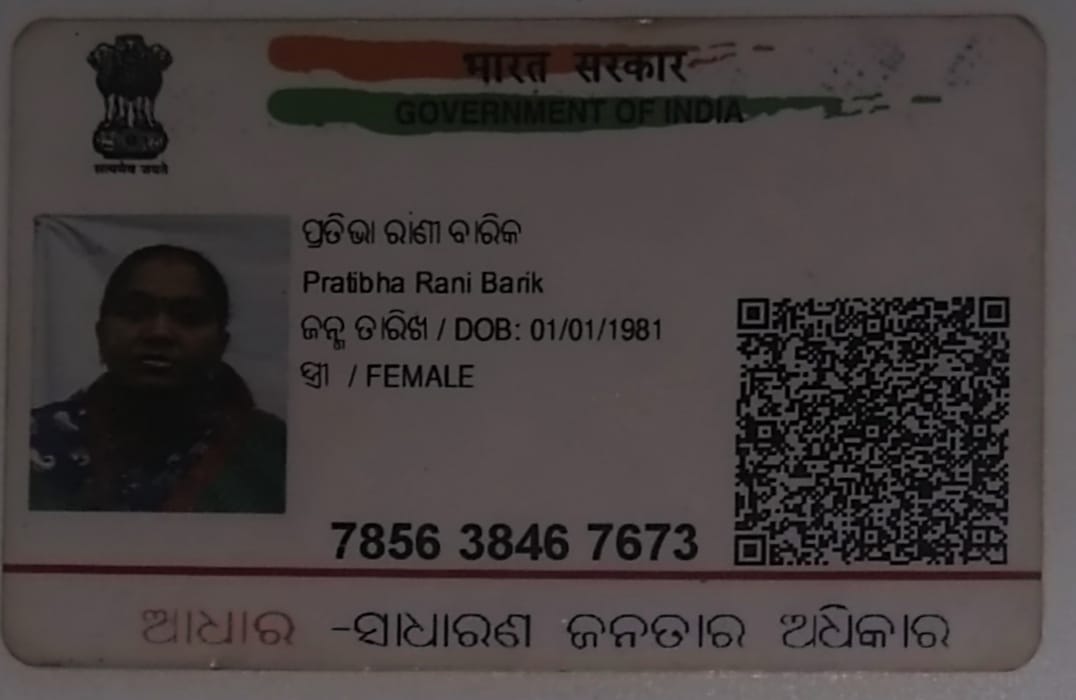 भारत सरकार
GOVERNMENT OF INDIA
सत्यमेव जयते
ପ୍ରତିଭା ରାଣୀ ବାରିକ
Pratibha Rani Barik
ଜନ୍ମ ତାରିଖ / DOB: 01/01/1981
ସ୍ତ୍ରୀ / FEMALE
7856 3846 7673
ଆଧାର -ସାଧାରଣ ଜନତାର ଅଧିକାର